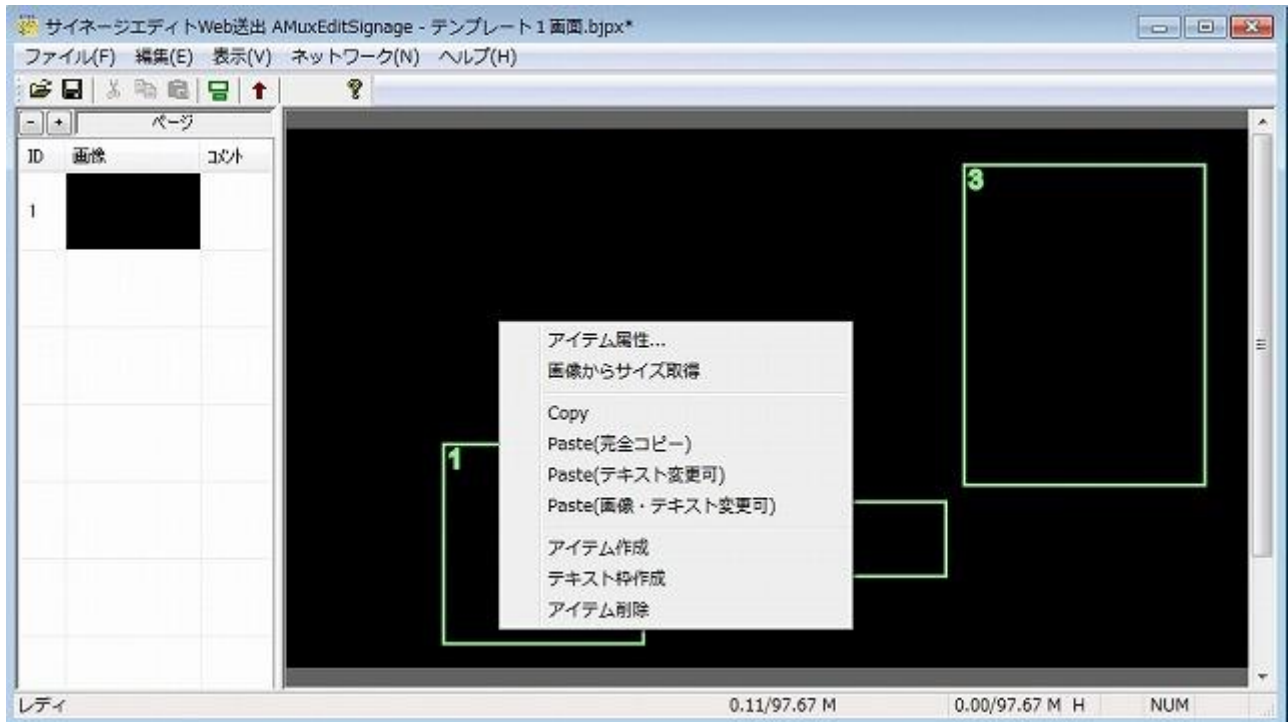 サイネージエディトWeb送出 AMuxEditSignage - テンプレート1画面.bjpx*
ファイル(F) 編集(E) 表示(V) ネットワーク(N) ヘルプ(H)
- + ページ
ID 画像 コメント
1
3
1
アイテム属性...
画像からサイズ取得
Copy
Paste(完全コピー)
Paste(テキスト変更可)
Paste(画像・テキスト変更可)
アイテム作成
テキスト枠作成
アイテム削除
レディ 0.11/97.67 M 0.00/97.67 M H NUM